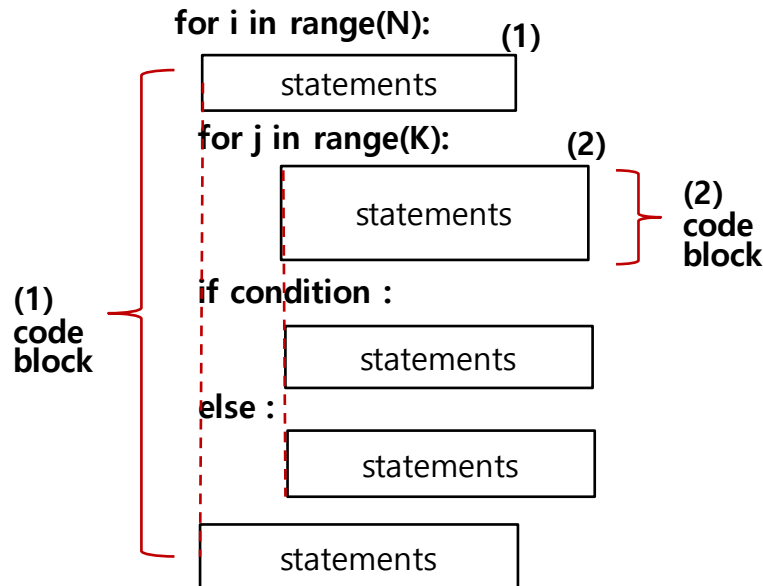 for i in range(N):
(1)
statements
for j in range(K):
(2)
statements
(2)
code
block
if condition :
(1)
code
block
statements
else :
statements
statements